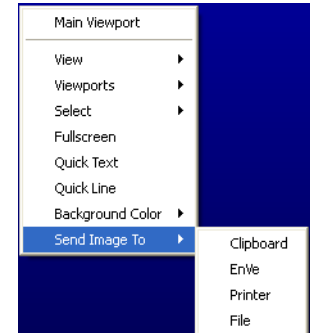 Main Viewport
View
Viewports
Select
Fullscreen
Quick Text
Quick Line
Background Color
Send Image To
Clipboard
EnVe
Printer
File